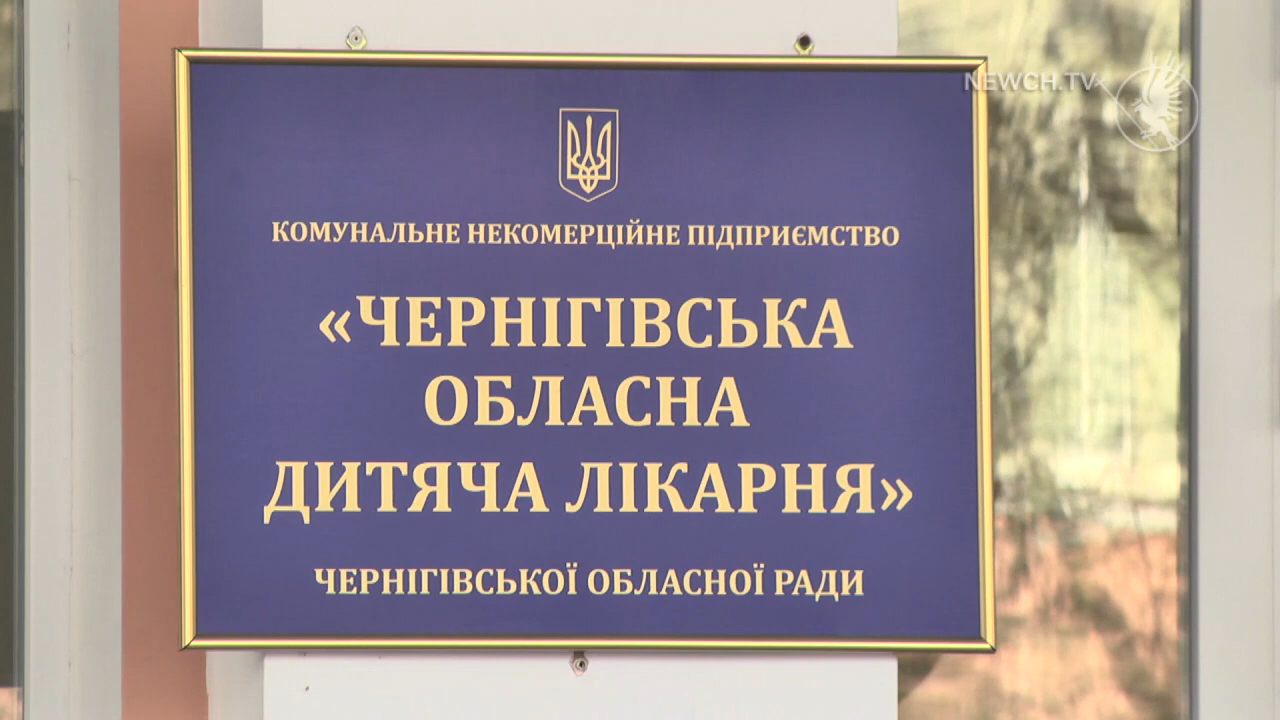 NEWCH.TV
КОМУНАЛЬНЕ НЕКОМЕРЦІЙНЕ ПІДПРИЄМСТВО
«ЧЕРНІГІВСЬКА
ОБЛАСНА
ДИТЯЧА ЛІКАРНЯ»
ЧЕРНІГІВСЬКОЇ ОБЛАСНОЇ РАДИ